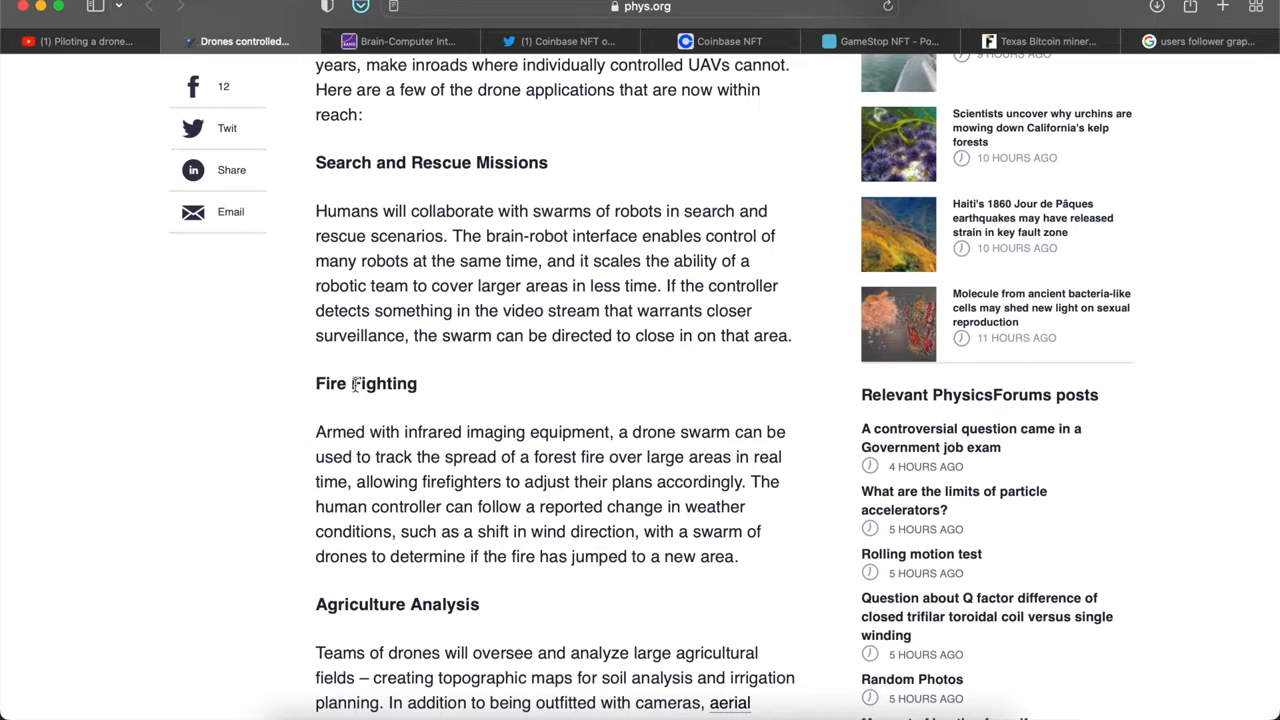 phys.org
(1) Piloting a drone...
Drones controlled...
Brain-Computer Int...
(1) Coinbase NFT o...
Coinbase NFT
GameStop NFT - Po...
Texas Bitcoin miner...
users follower grap...
12
Twit
Share
Email
years, make inroads where individually controlled UAVs cannot.
Here are a few of the drone applications that are now within
reach:
Search and Rescue Missions
Humans will collaborate with swarms of robots in search and
rescue scenarios. The brain-robot interface enables control of
many robots at the same time, and it scales the ability of a
robotic team to cover larger areas in less time. If the controller
detects something in the video stream that warrants closer
surveillance, the swarm can be directed to close in on that area.
Fire Fighting
Armed with infrared imaging equipment, a drone swarm can be
used to track the spread of a forest fire over large areas in real
time, allowing firefighters to adjust their plans accordingly. The
human controller can follow a reported change in weather
conditions, such as a shift in wind direction, with a swarm of
drones to determine if the fire has jumped to a new area.
Agriculture Analysis
Teams of drones will oversee and analyze large agricultural
fields – creating topographic maps for soil analysis and irrigation
planning. In addition to being outfitted with cameras, aerial
9 HOURS AGO
Scientists uncover why urchins are
mowing down California's kelp
forests
10 HOURS AGO
Haiti's 1860 Jour de Pâques
earthquakes may have released
strain in key fault zone
10 HOURS AGO
Molecule from ancient bacteria-like
cells may shed new light on sexual
reproduction
11 HOURS AGO
Relevant PhysicsForums posts
A controversial question came in a
Government job exam
4 HOURS AGO
What are the limits of particle
accelerators?
5 HOURS AGO
Rolling motion test
5 HOURS AGO
Question about Q factor difference of
closed trifilar toroidal coil versus single
winding
5 HOURS AGO
Random Photos
5 HOURS AGO